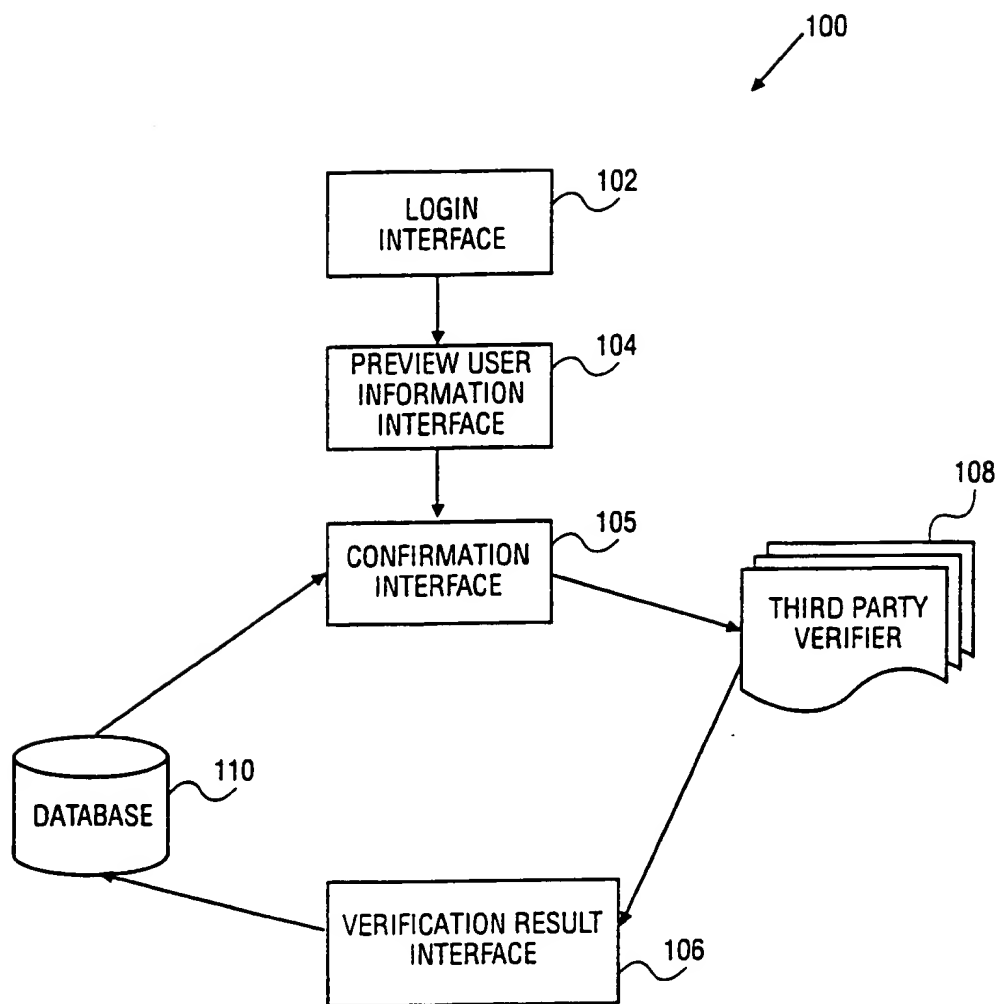 100
LOGIN
INTERFACE
102
PREVIEW USER
INFORMATION
INTERFACE
104
CONFIRMATION
INTERFACE
105
108
THIRD PARTY
VERIFIER
DATABASE
110
VERIFICATION RESULT
INTERFACE
106